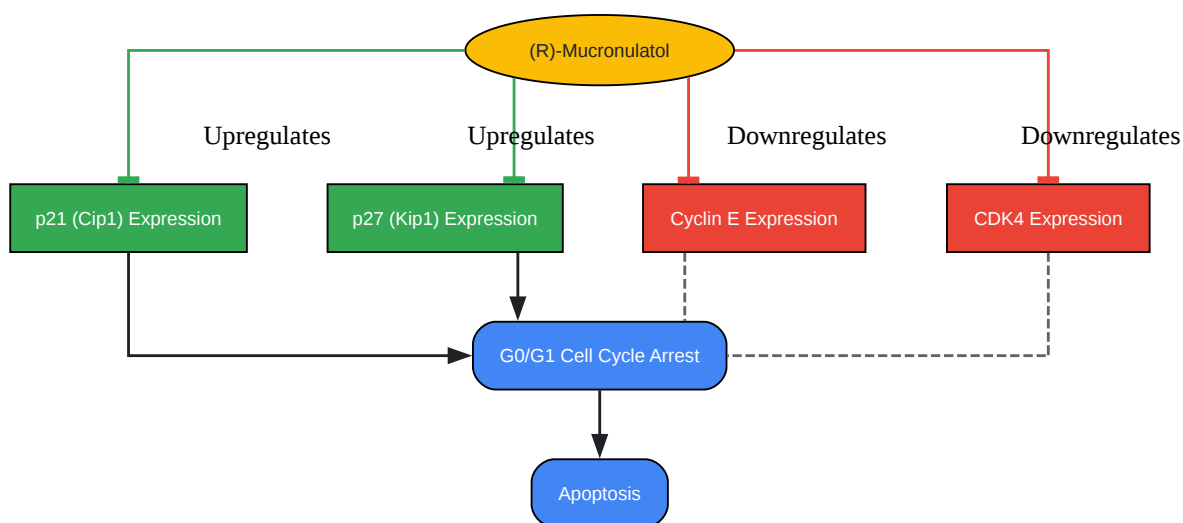 (R)-Mucronulatol
Upregulates
Upregulates
Downregulates
Downregulates
p21 (Cip1) Expression
p27 (Kip1) Expression
Cyclin E Expression
CDK4 Expression
G0/G1 Cell Cycle Arrest
Apoptosis